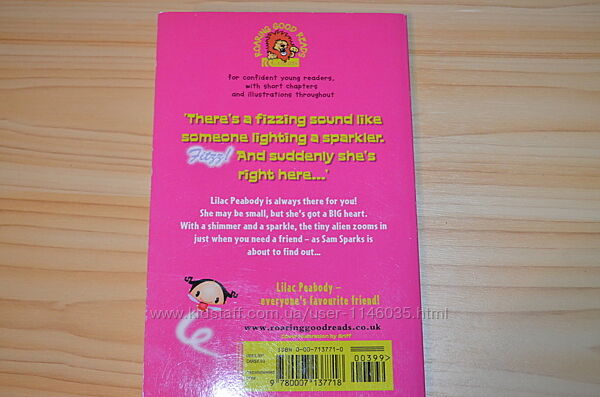 ROARING GOOD READS
for confident young readers,
with short chapters
and illustrations throughout
'There's a fizzing sound like
someone lighting a sparkler.
Fitzz! And suddenly she's
right here...'
Lilac Peabody is always there for you!
She may be small, but she's got a BIG heart.
With a shimmer and a sparkle, the tiny alien zooms in
just when you need a friend – as Sam Sparks is
about to find out...
Lilac Peabody –
everyone's favourite friend!
www.kidstaff.com.ua/user-1146035.html
www.roaringgoodreads.co.uk
cover illustration by
ISBN 0-00-713771-0
00399>
9 780007 137718